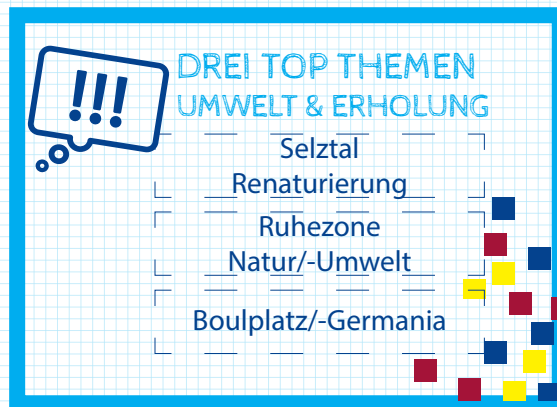 !!!
DREI TOP THEMEN
UMWELT & ERHOLUNG
Selztal
Renaturierung
Ruhezone
Natur/-Umwelt
Boulplatz/-Germania